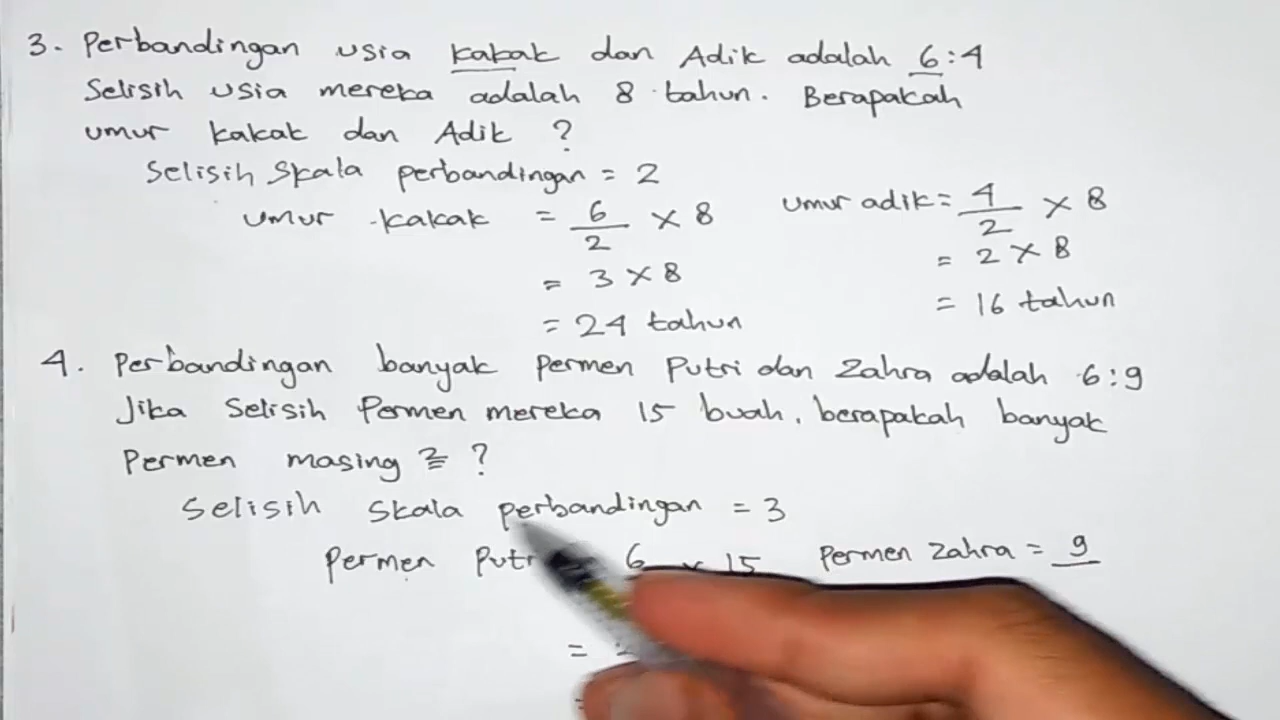 3. Perbandingan usia kakak dan Adik adalah 6:4
Selisih usia mereka adalah 8 tahun. Berapakah
umur kakak dan Adik ?
Selisih Skala perbandingan = 2
umur kakak = 6/2 × 8
= 3 × 8
= 24 tahun
umur adik = 4/2 × 8
= 2 × 8
= 16 tahun
4. Perbandingan banyak permen Putri dan Zahra adalah 6:9
Jika Selisih Permen mereka 15 buah, berapakah banyak
Permen masing 2 ?
Selisih Skala perbandingan = 3
Permen Putri = 6 × 15
=
Permen Zahra = 9